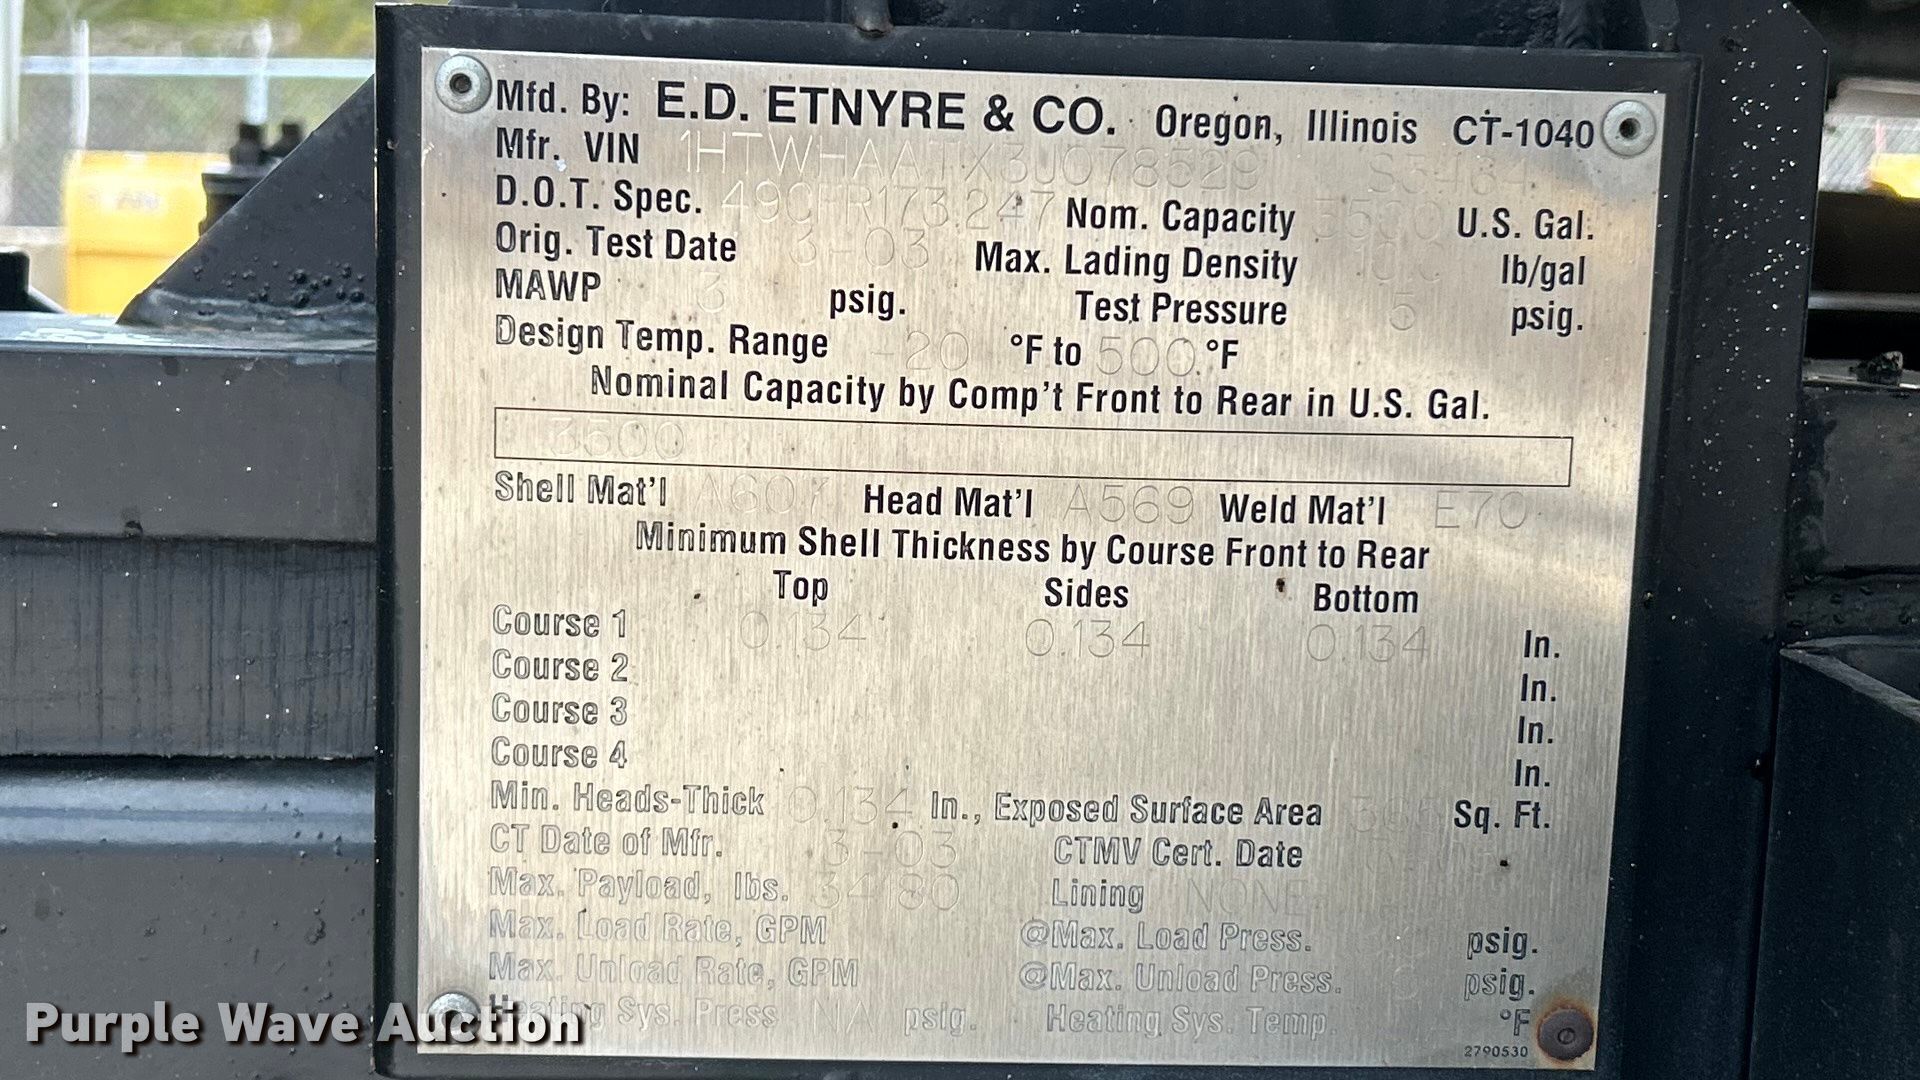 Mfd. By: E.D. ETNYRE & CO. Oregon, Illinois CT-1040
Mfr. VIN 1HTWHAATX3J078529
D.O.T. Spec. 49CFR173.247 Nom. Capacity 3500 U.S. Gal.
Orig. Test Date 3-03 Max. Lading Density lb/gal
MAWP 3 psig. Test Pressure 5 psig.
Design Temp. Range -20 °F to 500 °F
Nominal Capacity by Comp't Front to Rear in U.S. Gal.
3500
Shell Mat'l A607 Head Mat'l A569 Weld Mat'l E70
Minimum Shell Thickness by Course Front to Rear
Top Sides Bottom
Course 1 0.134 0.134 0.134 In.
Course 2 In.
Course 3 In.
Course 4 In.
Min. Heads-Thick 0.134 In., Exposed Surface Area Sq. Ft.
CT Date of Mfr. 3-03 CTMV Cert. Date
Max. Payload, lbs. 34180 Lining NONE
Max. Load Rate, GPM @Max. Load Press. psig.
Max. Unload Rate, GPM @Max. Unload Press. psig.
Heating Sys. Press NA psig. Heating Sys. Temp °F
2790530
Purple Wave Auction